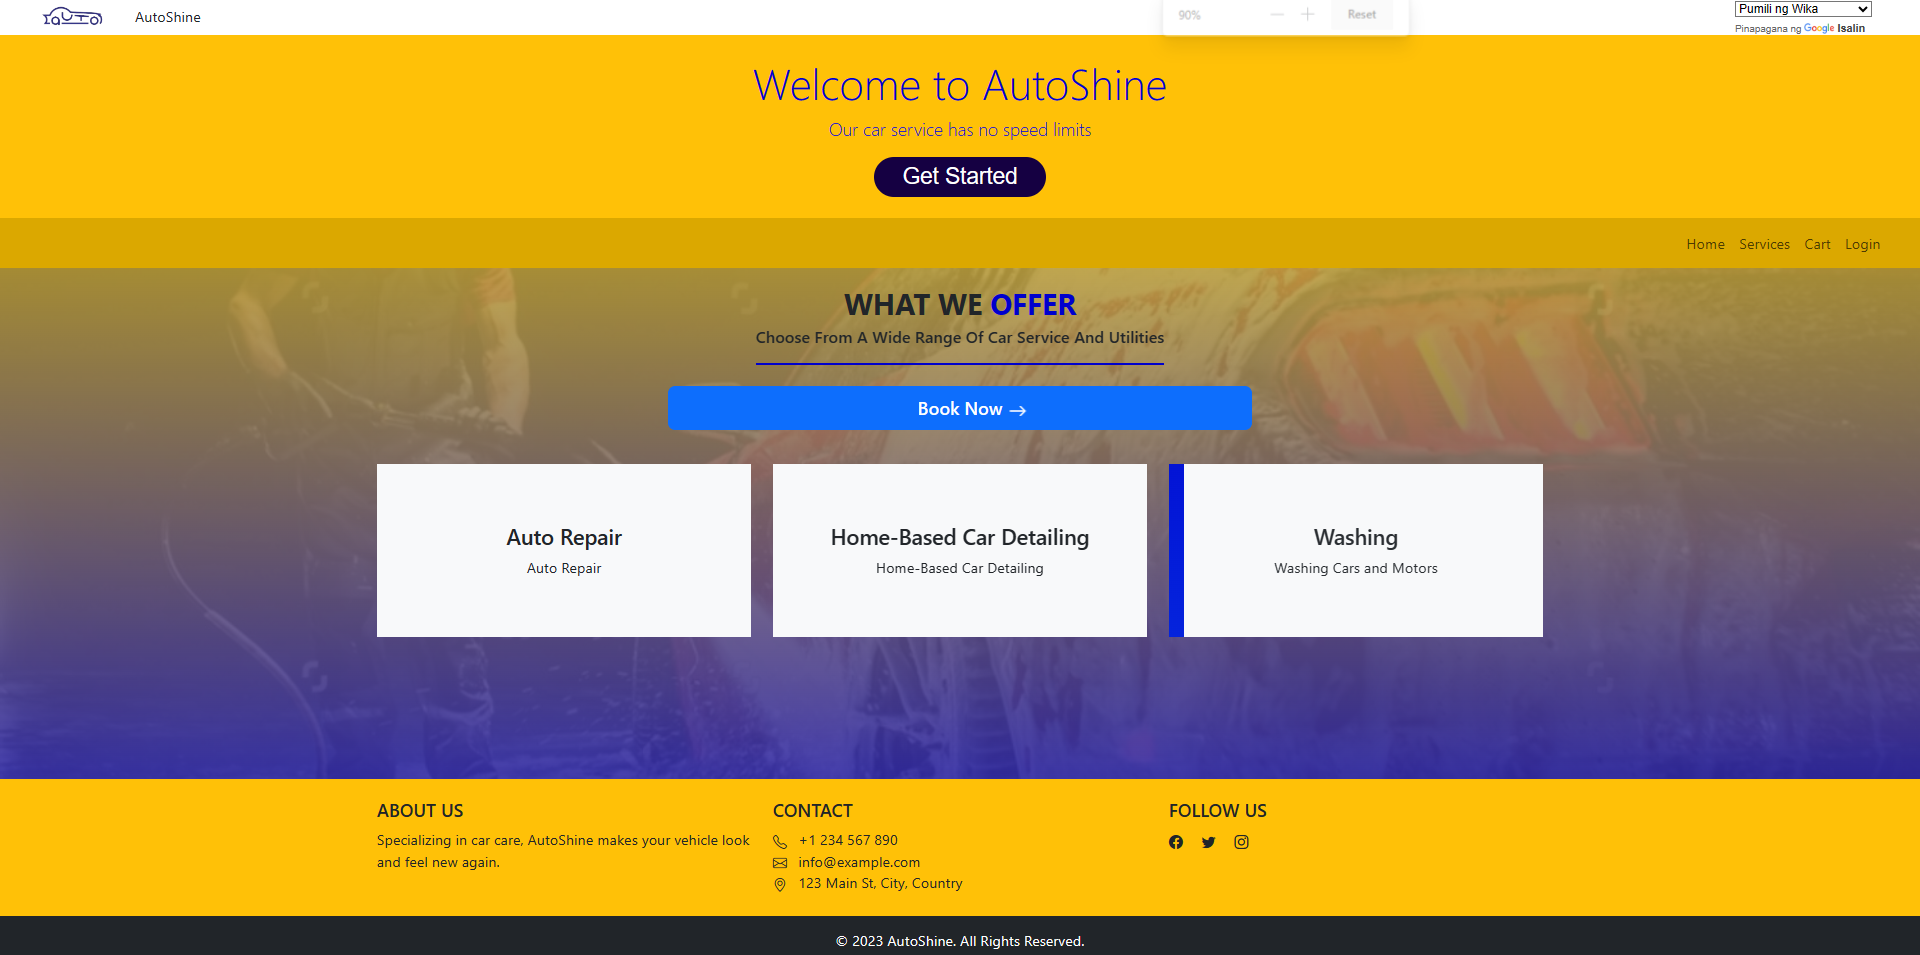 AUTO
AutoShine
90%
Reset
Pumili ng Wika
Pinapagana ng Google Isalin
Welcome to AutoShine
Our car service has no speed limits
Get Started
Home Services Cart Login
WHAT WE OFFER
Choose From A Wide Range Of Car Service And Utilities
Book Now →
Auto Repair
Auto Repair
Home-Based Car Detailing
Home-Based Car Detailing
Washing
Washing Cars and Motors
ABOUT US
Specializing in car care, AutoShine makes your vehicle look
and feel new again.
CONTACT
+1 234 567 890
info@example.com
123 Main St, City, Country
FOLLOW US
© 2023 AutoShine. All Rights Reserved.